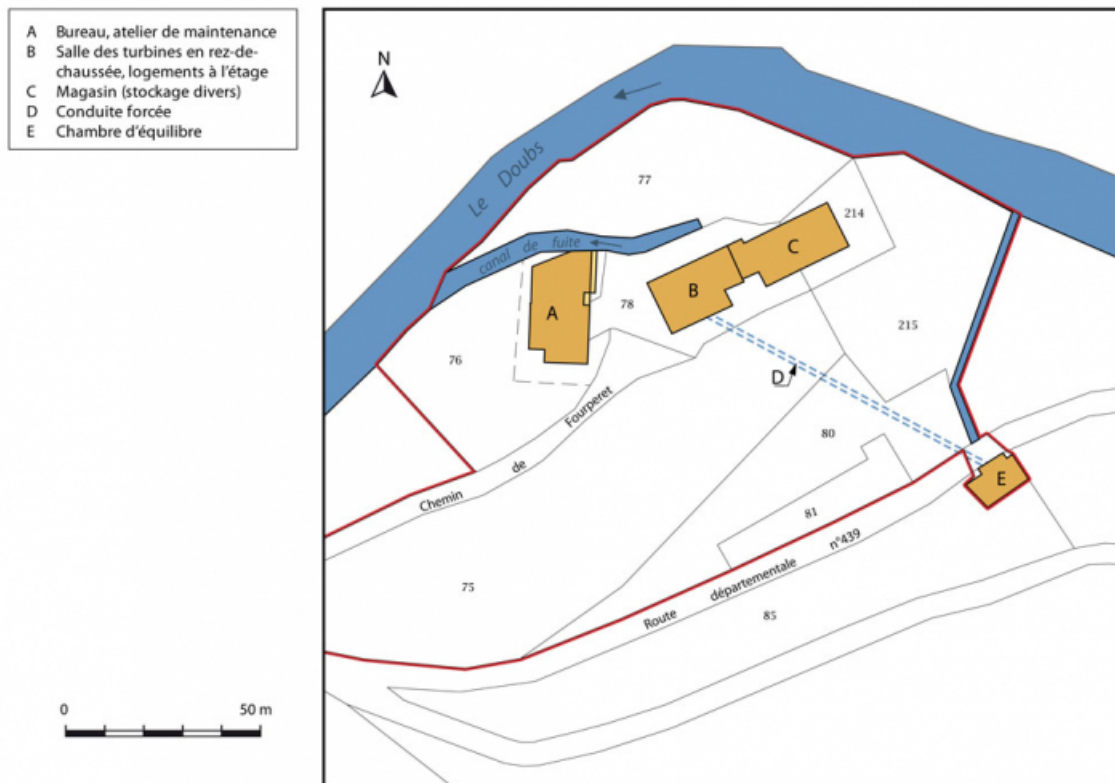 A Bureau, atelier de maintenance
B Salle des turbines en rez-de-
chaussée, logements à l'étage
C Magasin (stockage divers)
D Conduite forcée
E Chambre d'équilibre
N
Le Doubs
77
214
canal de fuite
C
B
78
A
215
76
D
Fourperet
de
Chemin
80
E
81
n°439
départementale
Route
75
85
0 50 m